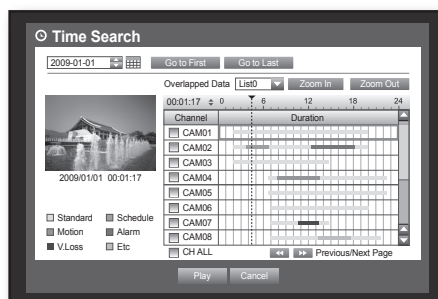 Time Search
2009-01-01 Go to First Go to Last
Overlapped Data List0 Zoom In Zoom Out
00:01:17 0 6 12 18 24
Channel Duration
CAM01
CAM02
CAM03
CAM04
CAM05
CAM06
CAM07
CAM08
CH ALL Previous/Next Page
2009/01/01 00:01:17
Standard Schedule
Motion Alarm
V.Loss Etc
Play Cancel